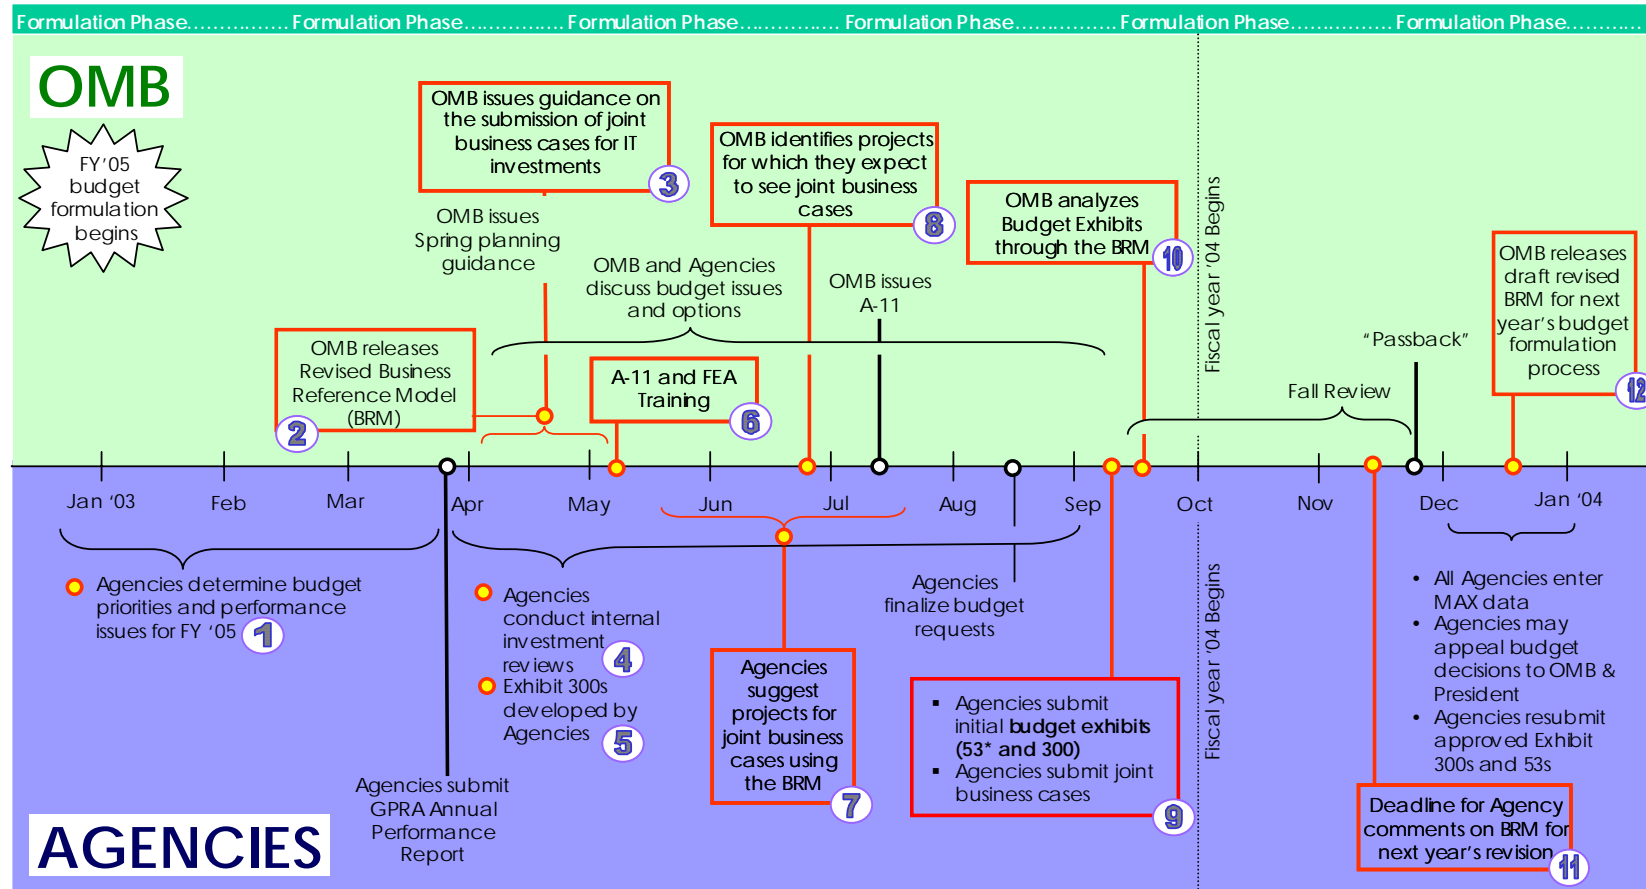 Formulation Phase.............. Formulation Phase.............. Formulation Phase.............. Formulation Phase.............. Formulation Phase.............. Formulation Phase..............
OMB
FY'05
budget
formulation
begins
OMB issues guidance on
the submission of joint
business cases for IT
investments
3
OMB issues
Spring planning
guidance
OMB releases
Revised Business
Reference Model
(BRM)
2
OMB and Agencies
discuss budget issues
and options
A-11 and FEA
Training
6
OMB identifies projects
for which they expect
to see joint business
cases
8
OMB issues
A-11
OMB analyzes
Budget Exhibits
through the BRM
10
Fiscal year '04 Begins
Fall Review
"Passback"
OMB releases
draft revised
BRM for next
year's budget
formulation
process
12
Jan '03 Feb Mar Apr May Jun Jul Aug Sep Oct Nov Dec Jan '04
Agencies determine budget
priorities and performance
issues for FY '05
1
Agencies submit
GPRA Annual
Performance
Report
Agencies
conduct internal
investment
reviews
4
Exhibit 300s
developed by
Agencies
5
Agencies
suggest
projects for
joint business
cases using
the BRM
7
Agencies
finalize budget
requests
▪ Agencies submit
initial budget exhibits
(53* and 300)
▪ Agencies submit joint
business cases
9
Fiscal year '04 Begins
• All Agencies enter
MAX data
• Agencies may
appeal budget
decisions to OMB &
President
• Agencies resubmit
approved Exhibit
300s and 53s
Deadline for Agency
comments on BRM for
next year's revision
11
AGENCIES